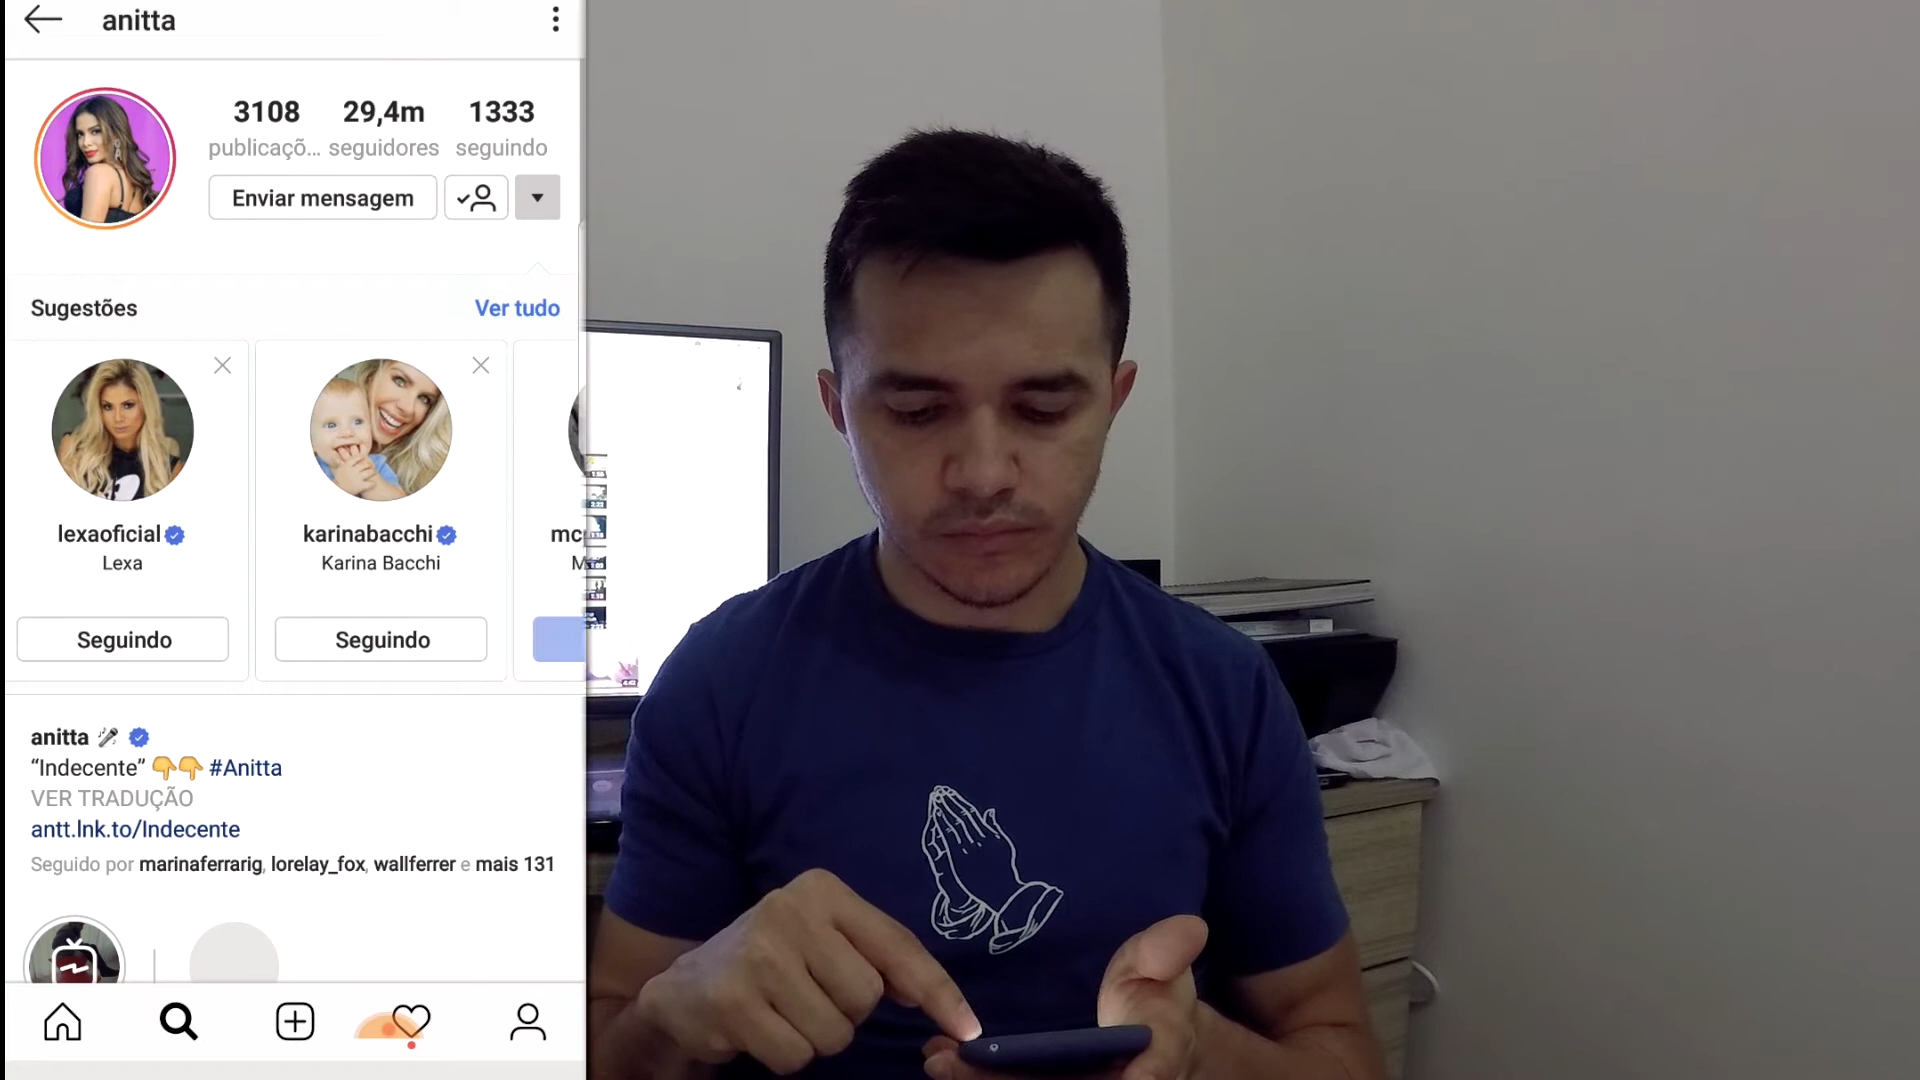 anitta
3108 29,4m 1333
publicaçõ... seguidores seguindo
Enviar mensagem
Sugestões Ver tudo
lexaoficial karinabacchi mc
Lexa Karina Bacchi M
Seguindo Seguindo
anitta
“Indecente” #Anitta
VER TRADUÇÃO
antt.lnk.to/Indecente
Seguido por marinaferrarig, lorelay_fox, wallferrer e mais 131